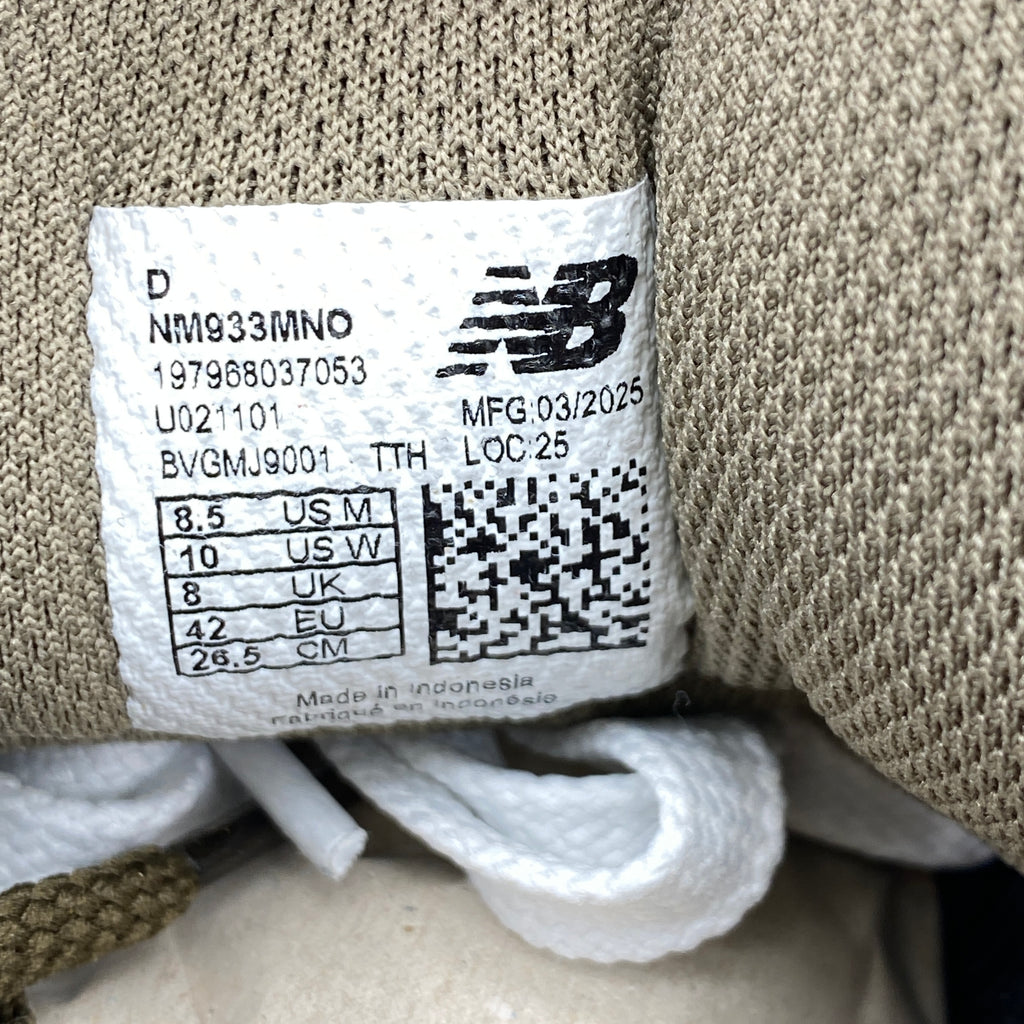 D
NM933MNO
197968037053
U021101
BVGMJ9001 TTH
NB
MFG:03/2025
LOC:25
8.5 US M
10 US W
8 UK
42 EU
26.5 CM
Made in Indonesia
Fabriqué en Indonésie